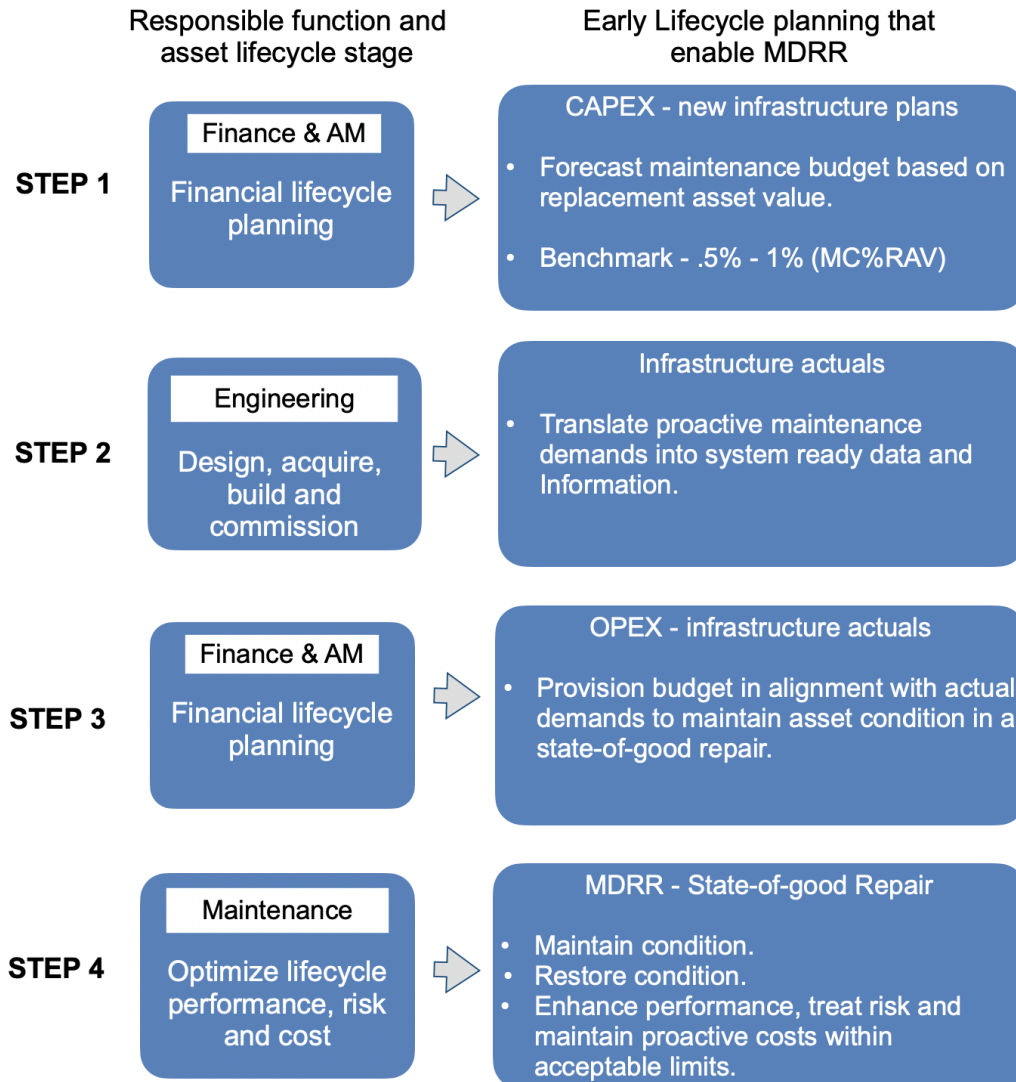 Responsible function and
asset lifecycle stage
Early Lifecycle planning that
enable MDRR
STEP 1
Finance & AM
Financial lifecycle
planning
CAPEX - new infrastructure plans
• Forecast maintenance budget based on
replacement asset value.
• Benchmark - .5% - 1% (MC%RAV)
STEP 2
Engineering
Design, acquire,
build and
commission
Infrastructure actuals
• Translate proactive maintenance
demands into system ready data and
Information.
STEP 3
Finance & AM
Financial lifecycle
planning
OPEX - infrastructure actuals
• Provision budget in alignment with actual
demands to maintain asset condition in a
state-of-good repair.
STEP 4
Maintenance
Optimize lifecycle
performance, risk
and cost
MDRR - State-of-good Repair
• Maintain condition.
• Restore condition.
• Enhance performance, treat risk and
maintain proactive costs within
acceptable limits.